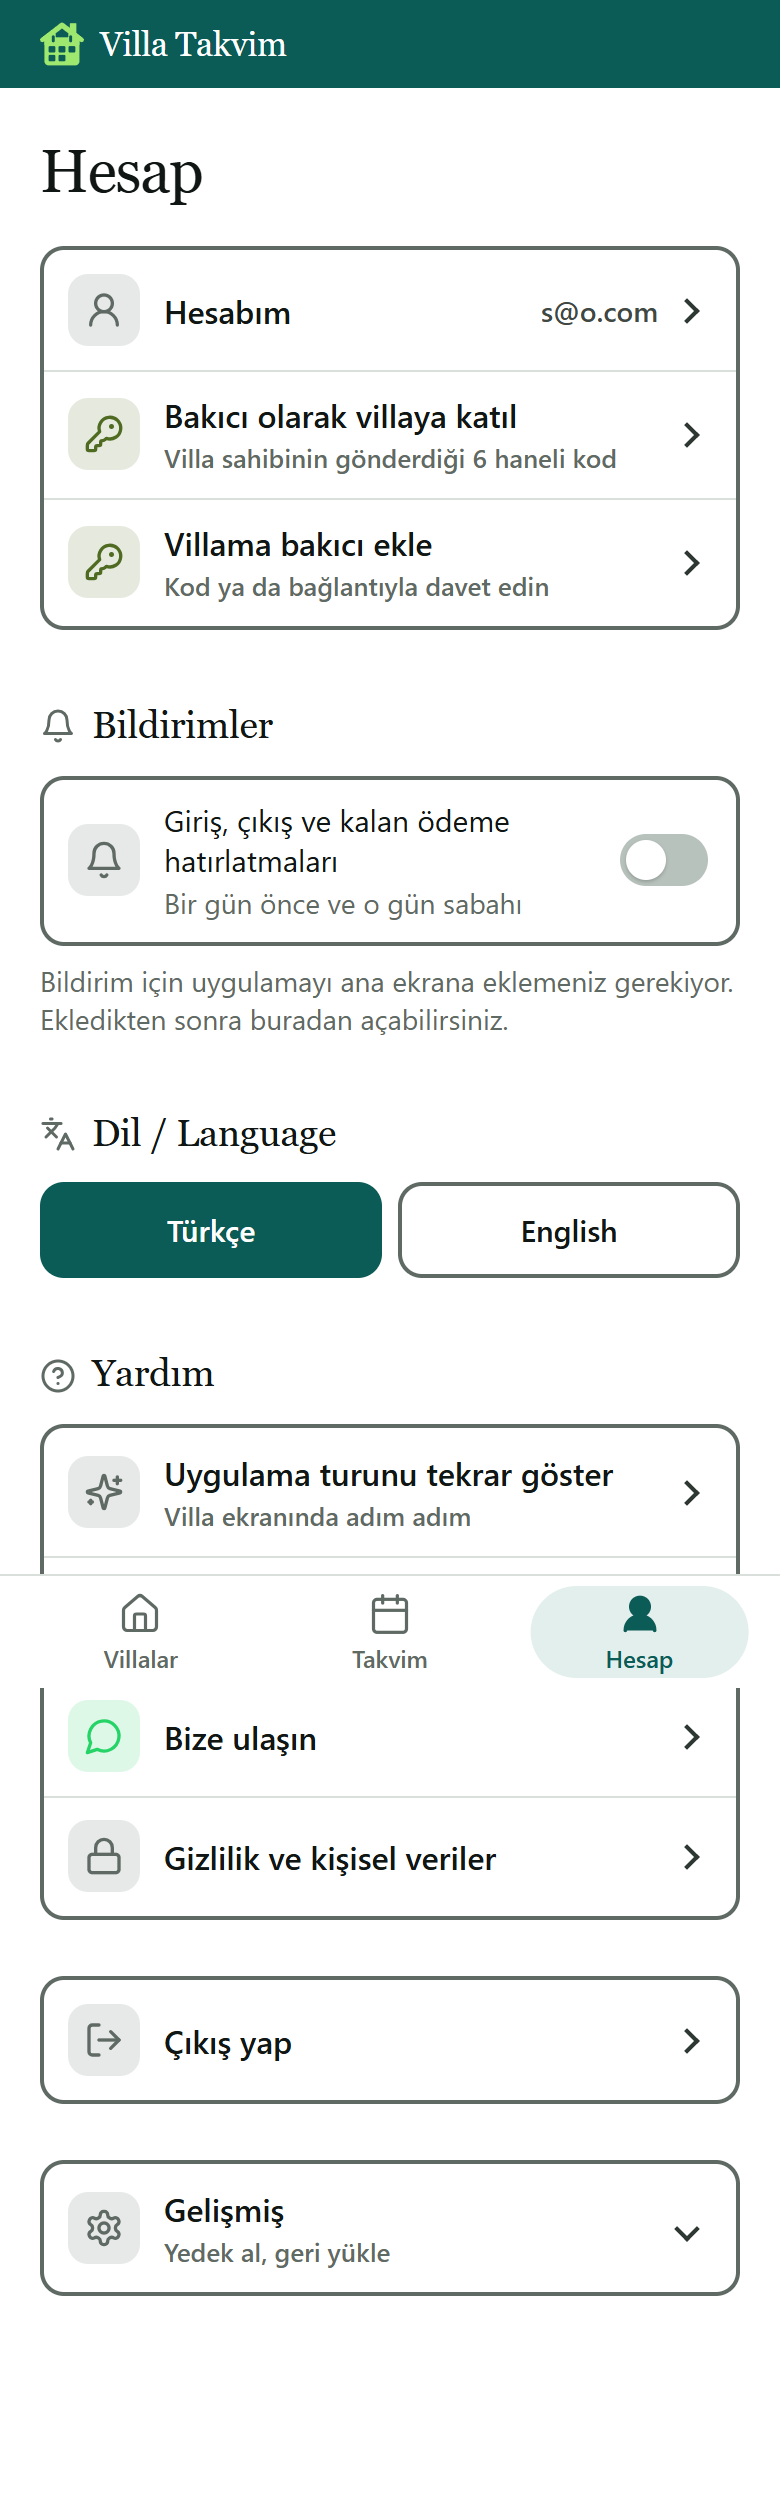 Villa Takvim
Hesap
Hesabım
s@o.com
Bakıcı olarak villaya katıl
Villa sahibinin gönderdiği 6 haneli kod
Villama bakıcı ekle
Kod ya da bağlantıyla davet edin
Bildirimler
Giriş, çıkış ve kalan ödeme
hatırlatmaları
Bir gün önce ve o gün sabahı
Bildirim için uygulamayı ana ekrana eklemeniz gerekiyor.
Ekledikten sonra buradan açabilirsiniz.
Dil / Language
Türkçe
English
Yardım
Uygulama turunu tekrar göster
Villa ekranında adım adım
Villalar
Takvim
Hesap
Bize ulaşın
Gizlilik ve kişisel veriler
Çıkış yap
Gelişmiş
Yedek al, geri yükle